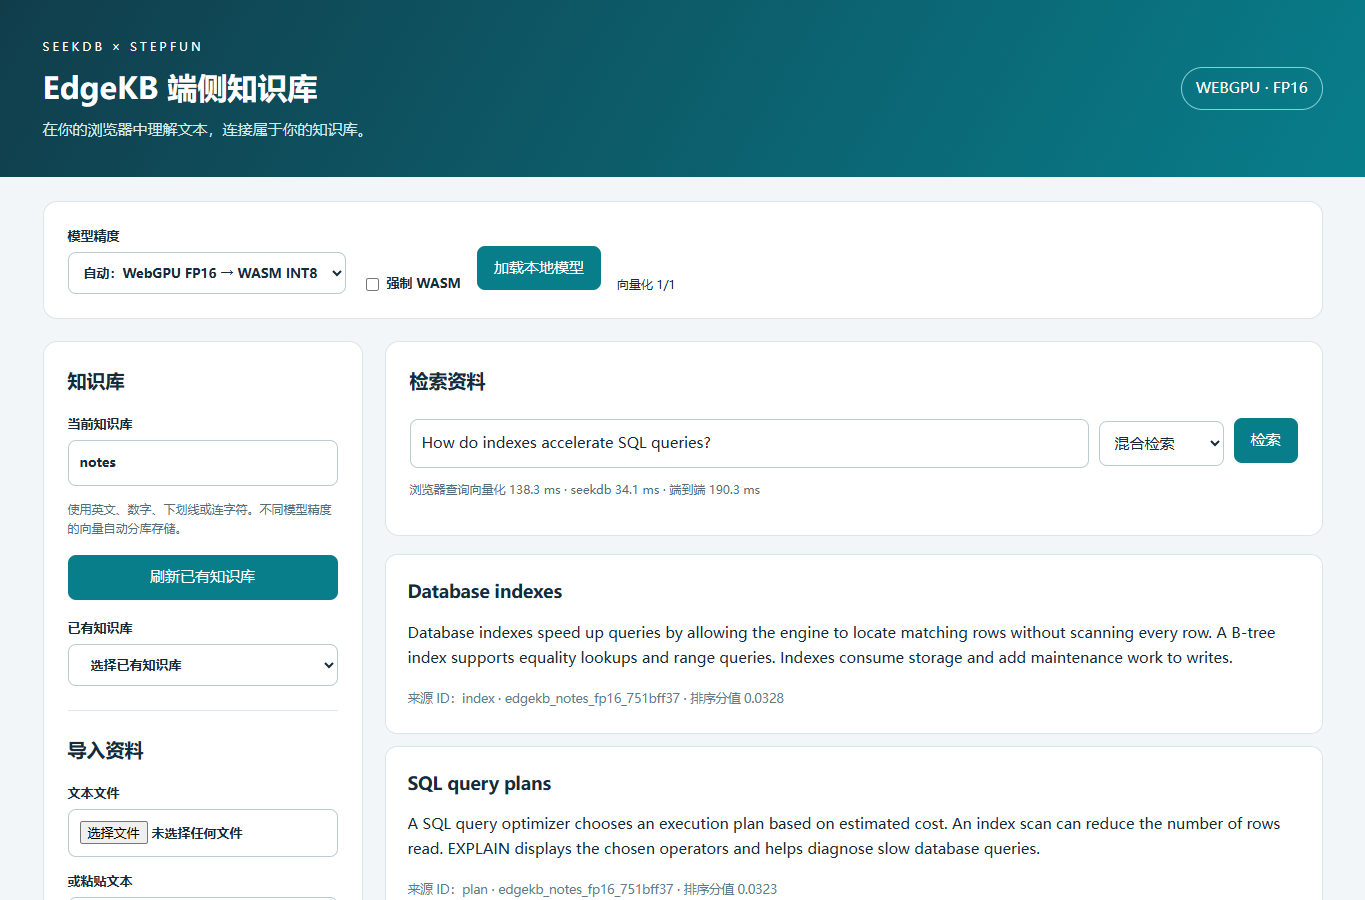 SEEKDB × STEPFUN
EdgeKB 端侧知识库
在你的浏览器中理解文本，连接属于你的知识库。
WEBGPU · FP16
模型精度
自动：WebGPU FP16 → WASM INT8
强制 WASM
加载本地模型
向量化 1/1
知识库
当前知识库
notes
使用英文、数字、下划线或连字符。不同模型精度
的向量自动分库存储。
刷新已有知识库
已有知识库
选择已有知识库
导入资料
文本文件
选择文件 未选择任何文件
或粘贴文本
检索资料
How do indexes accelerate SQL queries?
混合检索
检索
浏览器查询向量化 138.3 ms · seekdb 34.1 ms · 端到端 190.3 ms
Database indexes
Database indexes speed up queries by allowing the engine to locate matching rows without scanning every row. A B-tree
index supports equality lookups and range queries. Indexes consume storage and add maintenance work to writes.
来源 ID：index · edgekb_notes_fp16_751bff37 · 排序分值 0.0328
SQL query plans
A SQL query optimizer chooses an execution plan based on estimated cost. An index scan can reduce the number of rows
read. EXPLAIN displays the chosen operators and helps diagnose slow database queries.
来源 ID：plan · edgekb_notes_fp16_751bff37 · 排序分值 0.0323